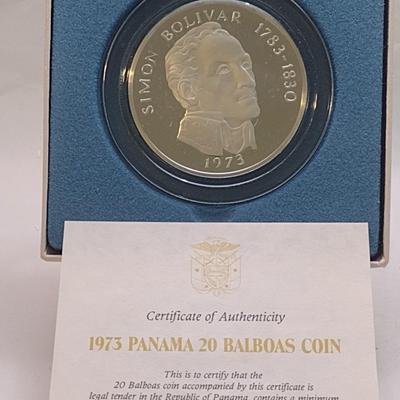 SIMON BOLIVAR 1783-1830
1973
Certificate of Authenticity
1973 PANAMA 20 BALBOAS COIN
This is to certify that the
20 Balboas coin accompanied by this certificate is
legal tender in the Republic of Panama, contains a minimum